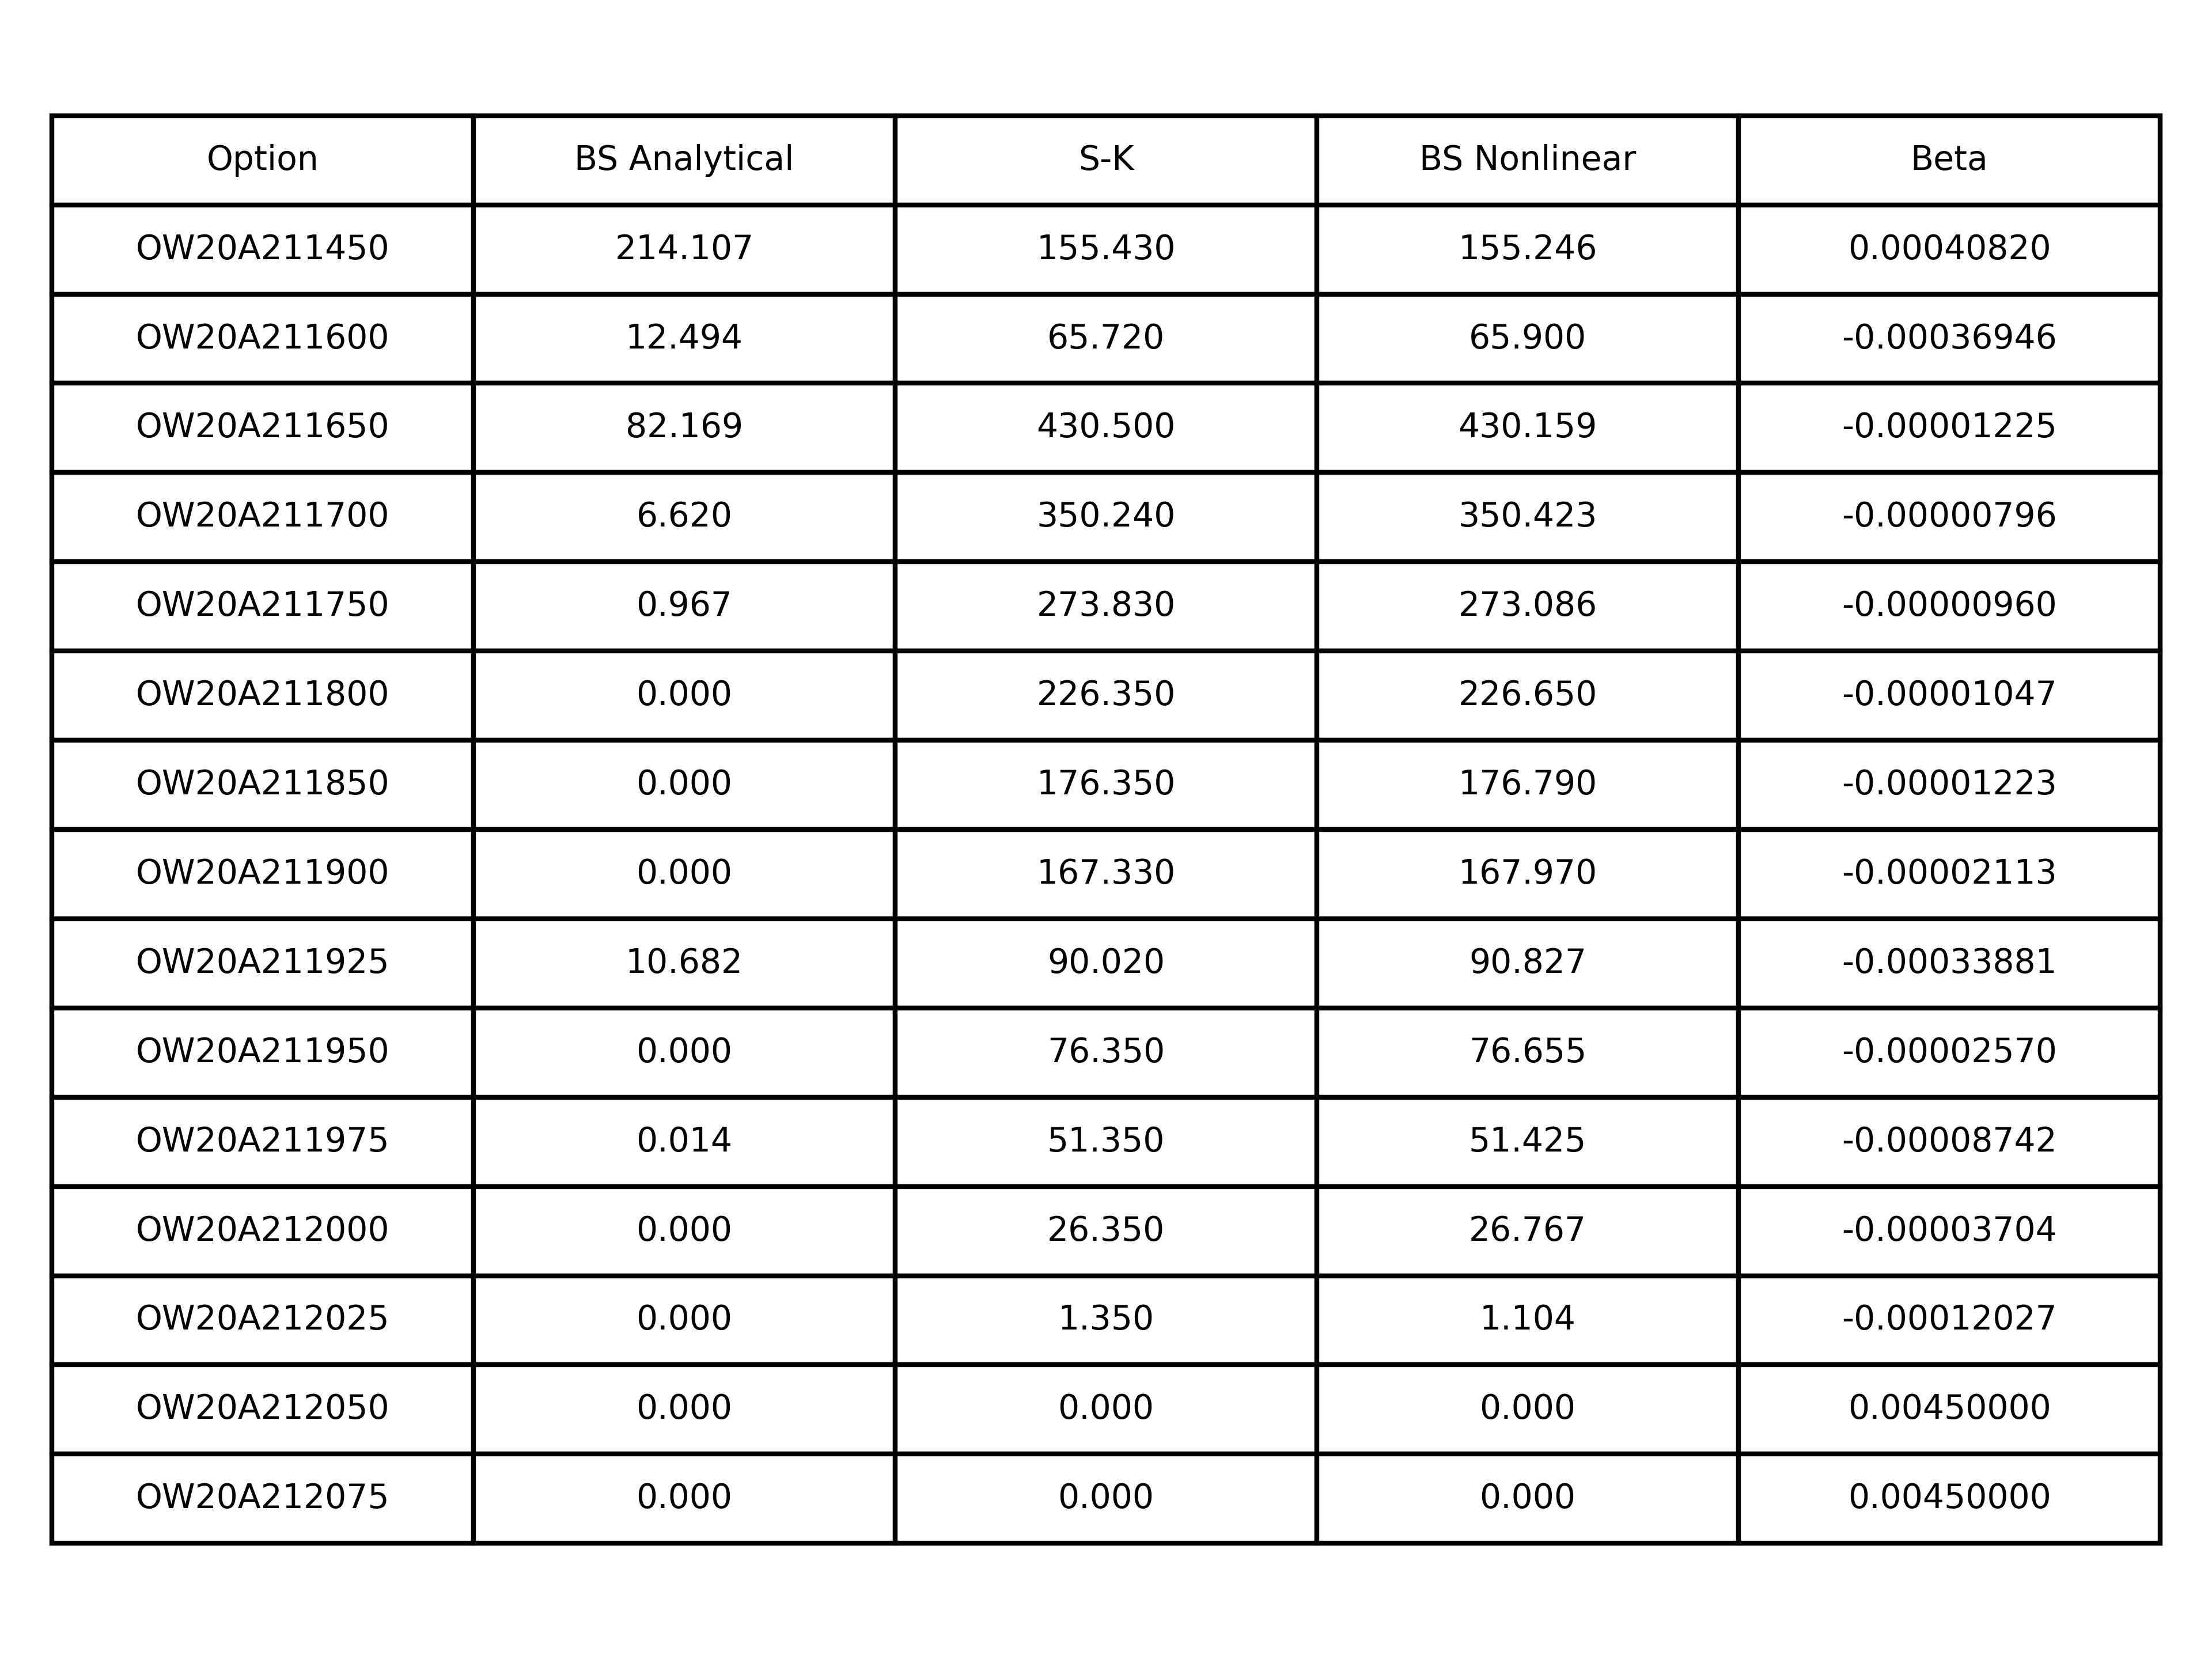 Option BS Analytical S-K BS Nonlinear Beta
OW20A211450 214.107 155.430 155.246 0.00040820
OW20A211600 12.494 65.720 65.900 -0.00036946
OW20A211650 82.169 430.500 430.159 -0.00001225
OW20A211700 6.620 350.240 350.423 -0.00000796
OW20A211750 0.967 273.830 273.086 -0.00000960
OW20A211800 0.000 226.350 226.650 -0.00001047
OW20A211850 0.000 176.350 176.790 -0.00001223
OW20A211900 0.000 167.330 167.970 -0.00002113
OW20A211925 10.682 90.020 90.827 -0.00033881
OW20A211950 0.000 76.350 76.655 -0.00002570
OW20A211975 0.014 51.350 51.425 -0.00008742
OW20A212000 0.000 26.350 26.767 -0.00003704
OW20A212025 0.000 1.350 1.104 -0.00012027
OW20A212050 0.000 0.000 0.000 0.00450000
OW20A212075 0.000 0.000 0.000 0.00450000